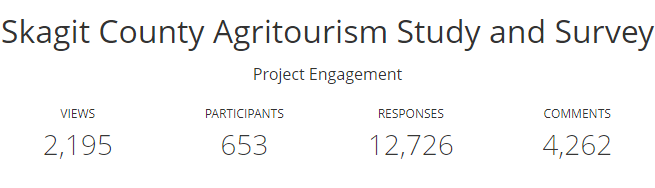 Skagit County Agritourism Study and Survey
Project Engagement
VIEWS PARTICIPANTS RESPONSES COMMENTS
2,195 653 12,726 4,262